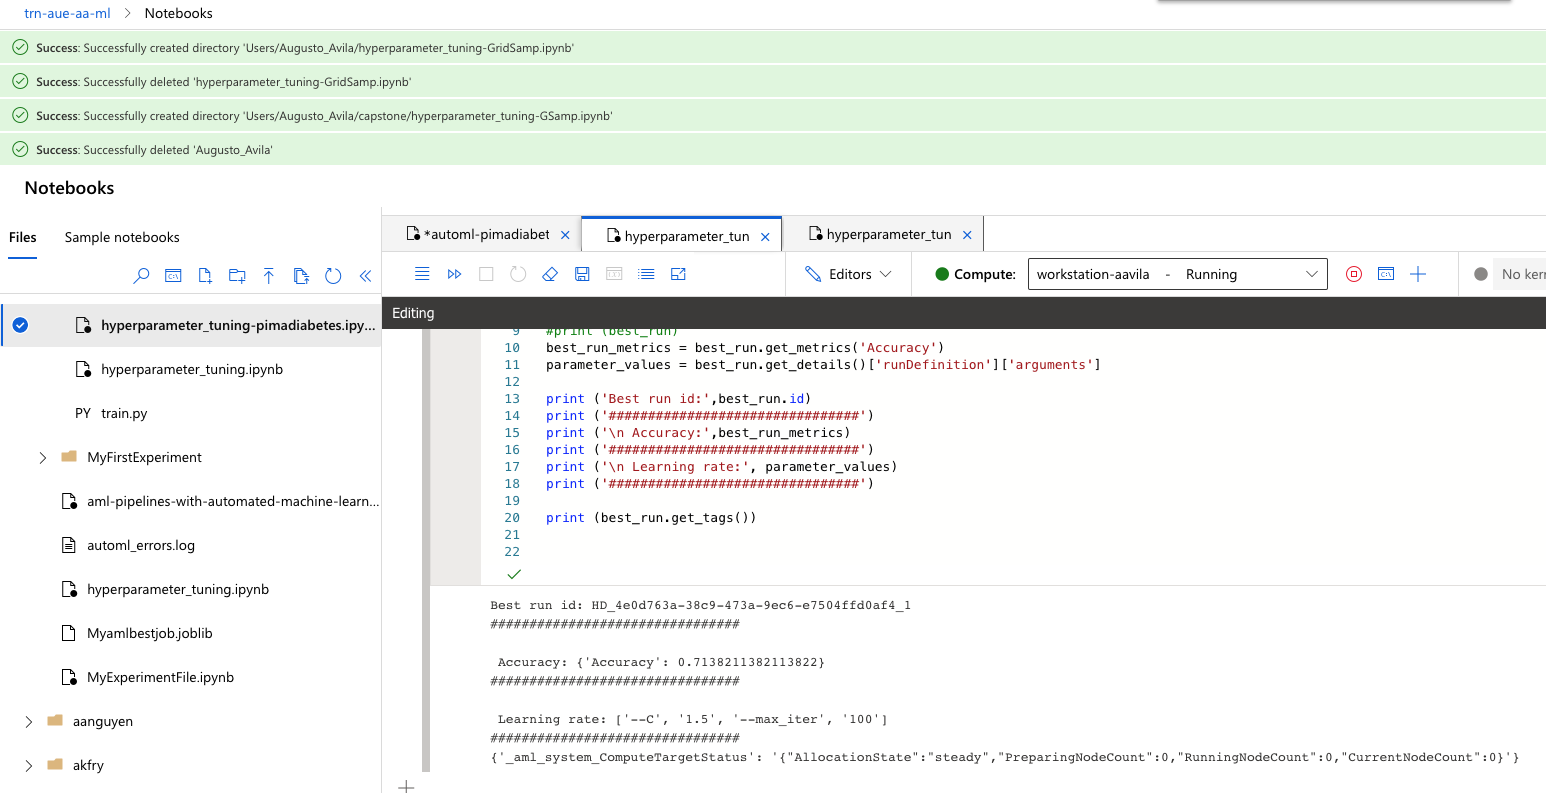 trn-aue-aa-ml > Notebooks
Success: Successfully created directory 'Users/Augusto_Avila/hyperparameter_tuning-GridSamp.ipynb'
Success: Successfully deleted 'hyperparameter_tuning-GridSamp.ipynb'
Success: Successfully created directory 'Users/Augusto_Avila/capstone/hyperparameter_tuning-GSamp.ipynb'
Success: Successfully deleted 'Augusto_Avila'
Notebooks
Files Sample notebooks
hyperparameter_tuning-pimadiabetes.ipy...
hyperparameter_tuning.ipynb
PY train.py
MyFirstExperiment
aml-pipelines-with-automated-machine-learn...
automl_errors.log
hyperparameter_tuning.ipynb
Myamlbestjob.joblib
MyExperimentFile.ipynb
aanguyen
akfry
*automl-pimadiabet × hyperparameter_tun × hyperparameter_tun ×
Editors Compute: workstation-aavila - Running No kern
Editing
9 #print (best_run)
10 best_run_metrics = best_run.get_metrics('Accuracy')
11 parameter_values = best_run.get_details()['runDefinition']['arguments']
12
13 print ('Best run id:',best_run.id)
14 print ('################################')
15 print ('\n Accuracy:',best_run_metrics)
16 print ('################################')
17 print ('\n Learning rate:', parameter_values)
18 print ('################################')
19
20 print (best_run.get_tags())
21
22
Best run id: HD_4e0d763a-38c9-473a-9ec6-e7504ffd0af4_1
################################
Accuracy: {'Accuracy': 0.7138211382113822}
################################
Learning rate: ['--C', '1.5', '--max_iter', '100']
################################
{'_aml_system_ComputeTargetStatus': '{"AllocationState":"steady","PreparingNodeCount":0,"RunningNodeCount":0,"CurrentNodeCount":0}'}